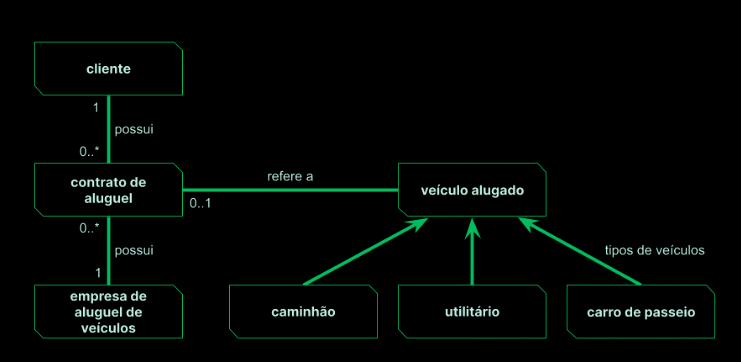 cliente
1
possui
0..*
contrato de
aluguel
refere a
0..1
veículo alugado
0..*
possui
1
tipos de veículos
empresa de
aluguel de
veículos
caminhão
utilitário
carro de passeio